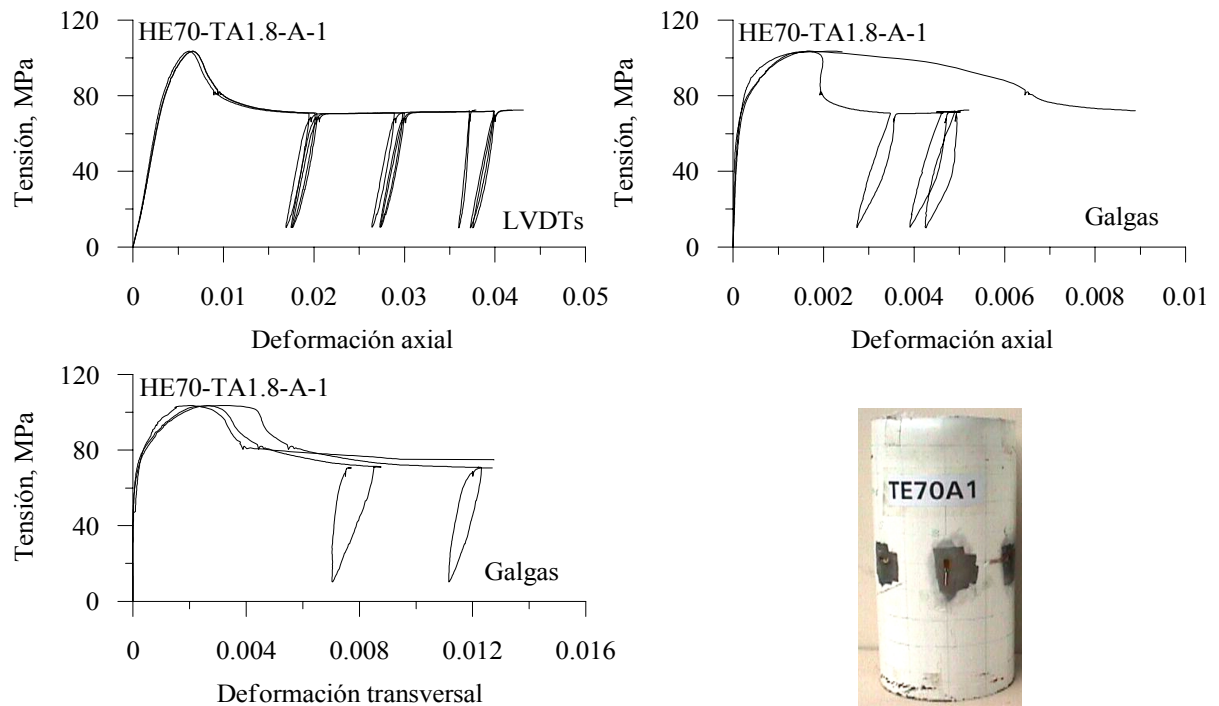 120
80
40
0
Tensión, MPa
HE70-TA1.8-A-1
LVDTs
0 0.01 0.02 0.03 0.04 0.05
Deformación axial
120
80
40
0
Tensión, MPa
HE70-TA1.8-A-1
Galgas
0 0.002 0.004 0.006 0.008 0.01
Deformación axial
120
80
40
0
Tensión, MPa
HE70-TA1.8-A-1
Galgas
0 0.004 0.008 0.012 0.016
Deformación transversal
TE70A1